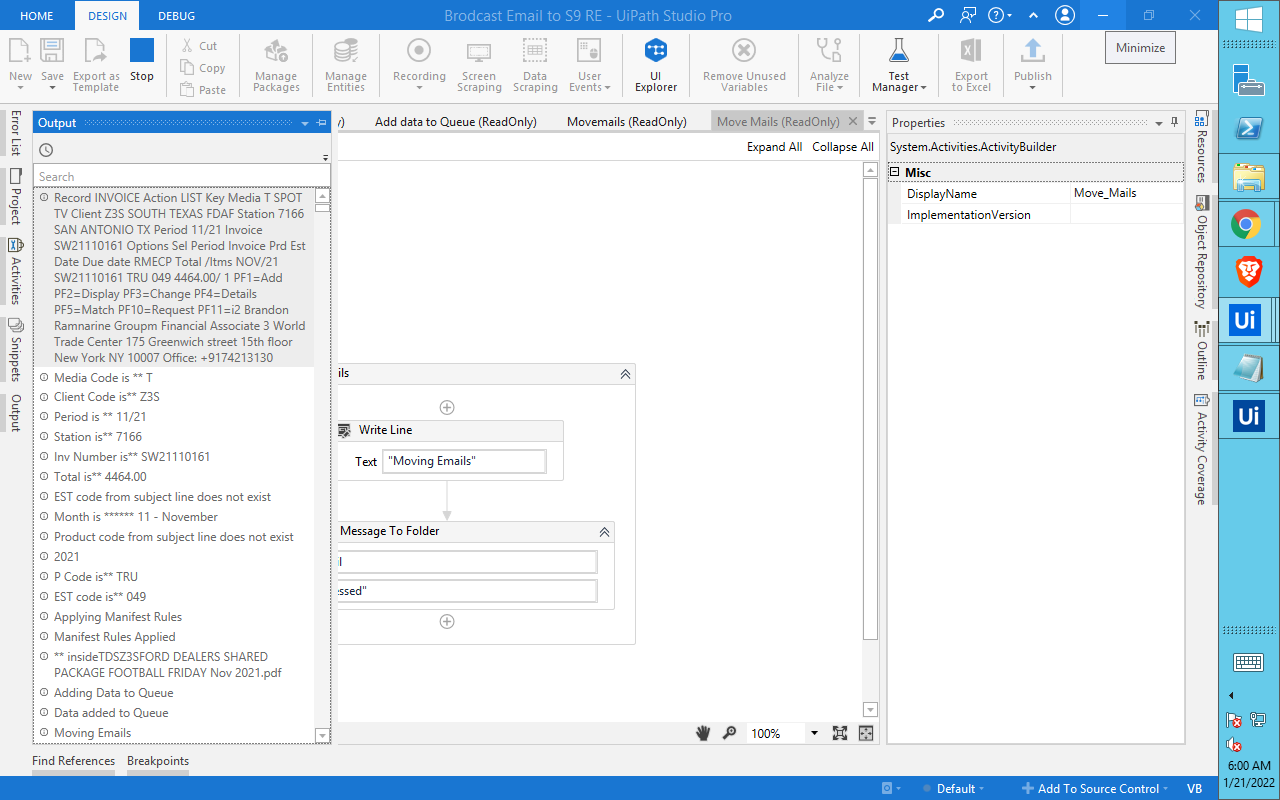 HOME DESIGN DEBUG Brodcast Email to S9 RE - UiPath Studio Pro
New Save Export as Template Stop
Cut
Copy
Paste
Manage Packages
Manage Entities
Recording
Screen Scraping
Data Scraping
User Events
UI Explorer
Remove Unused Variables
Analyze File
Test Manager
Export to Excel
Publish
Minimize
Error List
Project
Activities
Snippets
Output
Output
Search
Record INVOICE Action LIST Key Media T SPOT
TV Client Z3S SOUTH TEXAS FDAF Station 7166
SAN ANTONIO TX Period 11/21 Invoice
SW21110161 Options Sel Period Invoice Prd Est
Date Due date RMECP Total /Itms NOV/21
SW21110161 TRU 049 4464.00/ 1 PF1=Add
PF2=Display PF3=Change PF4=Details
PF5=Match PF10=Request PF11=i2 Brandon
Ramnarine Groupm Financial Associate 3 World
Trade Center 175 Greenwich street 15th floor
New York NY 10007 Office: +9174213130
Media Code is ** T
Client Code is** Z3S
Period is ** 11/21
Station is** 7166
Inv Number is** SW21110161
Total is** 4464.00
EST code from subject line does not exist
Month is ****** 11 - November
Product code from subject line does not exist
2021
P Code is** TRU
EST code is** 049
Applying Manifest Rules
Manifest Rules Applied
** insideTDSZ3SFORD DEALERS SHARED
PACKAGE FOOTBALL FRIDAY Nov 2021.pdf
Adding Data to Queue
Data added to Queue
Moving Emails
y) Add data to Queue (ReadOnly) Movemails (ReadOnly) Move Mails (ReadOnly)
Expand All Collapse All
ils
Write Line
Text "Moving Emails"
Message To Folder
il
essed"
100%
Properties
System.Activities.ActivityBuilder
Misc
DisplayName Move_Mails
ImplementationVersion
Resources
Object Repository
Outline
Activity Coverage
Find References Breakpoints
Default Add To Source Control VB
Ui
Ui
6:00 AM
1/21/2022